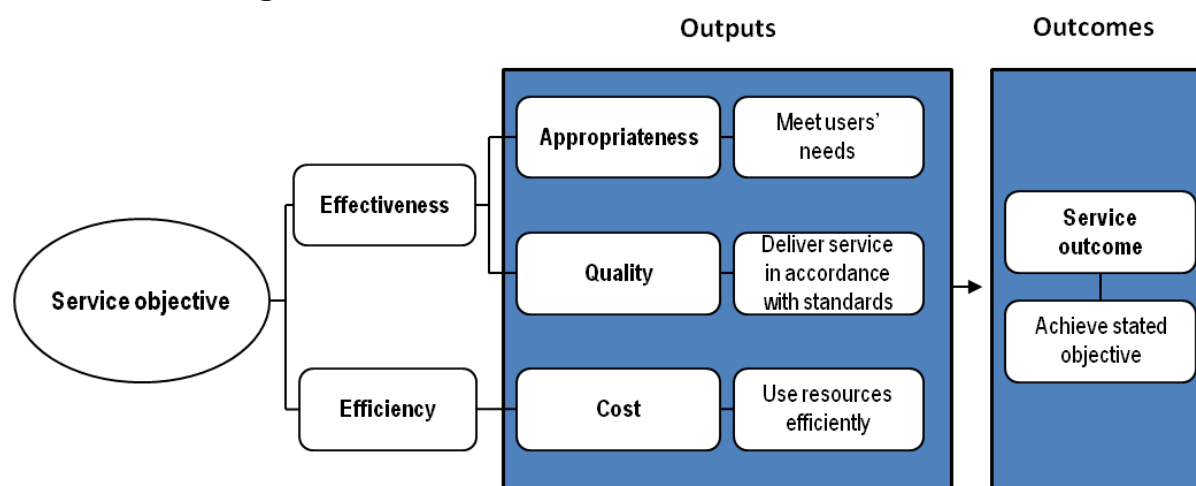 Outputs
Outcomes
Appropriateness
Meet users'
needs
Effectiveness
Quality
Deliver service
in accordance
with standards
Service objective
Efficiency
Cost
Use resources
efficiently
Service
outcome
Achieve stated
objective